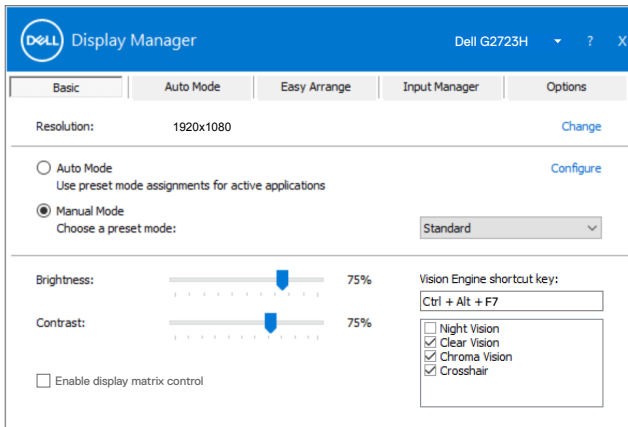 DELL Display Manager Dell G2723H ? X
Basic Auto Mode Easy Arrange Input Manager Options
Resolution: 1920x1080 Change
Auto Mode Configure
Use preset mode assignments for active applications
Manual Mode
Choose a preset mode: Standard
Brightness: 75% Vision Engine shortcut key:
Ctrl + Alt + F7
Contrast: 75% Night Vision
Clear Vision
Chroma Vision
Crosshair
Enable display matrix control